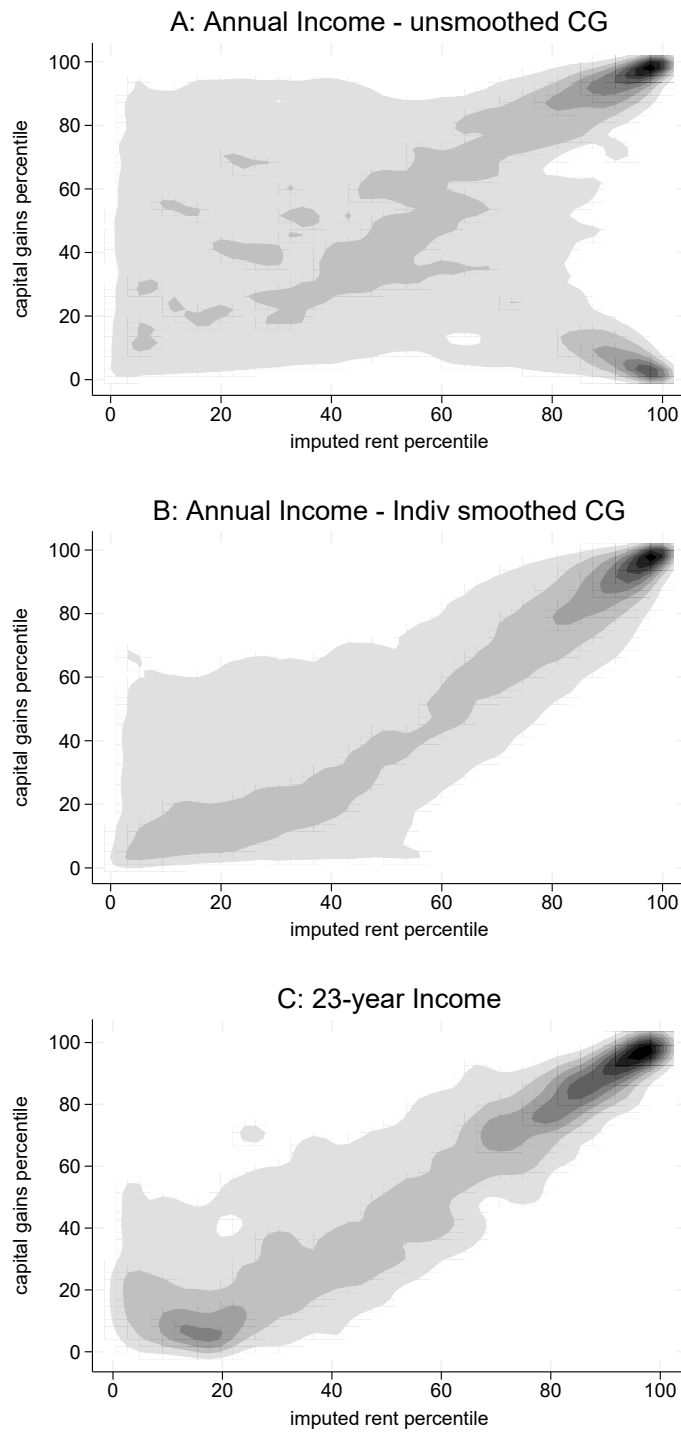 A: Annual Income - unsmoothed CG
100
80
60
40
20
0
capital gains percentile
0 20 40 60 80 100
imputed rent percentile
B: Annual Income - Indiv smoothed CG
100
80
60
40
20
0
capital gains percentile
0 20 40 60 80 100
imputed rent percentile
C: 23-year Income
100
80
60
40
20
0
capital gains percentile
0 20 40 60 80 100
imputed rent percentile